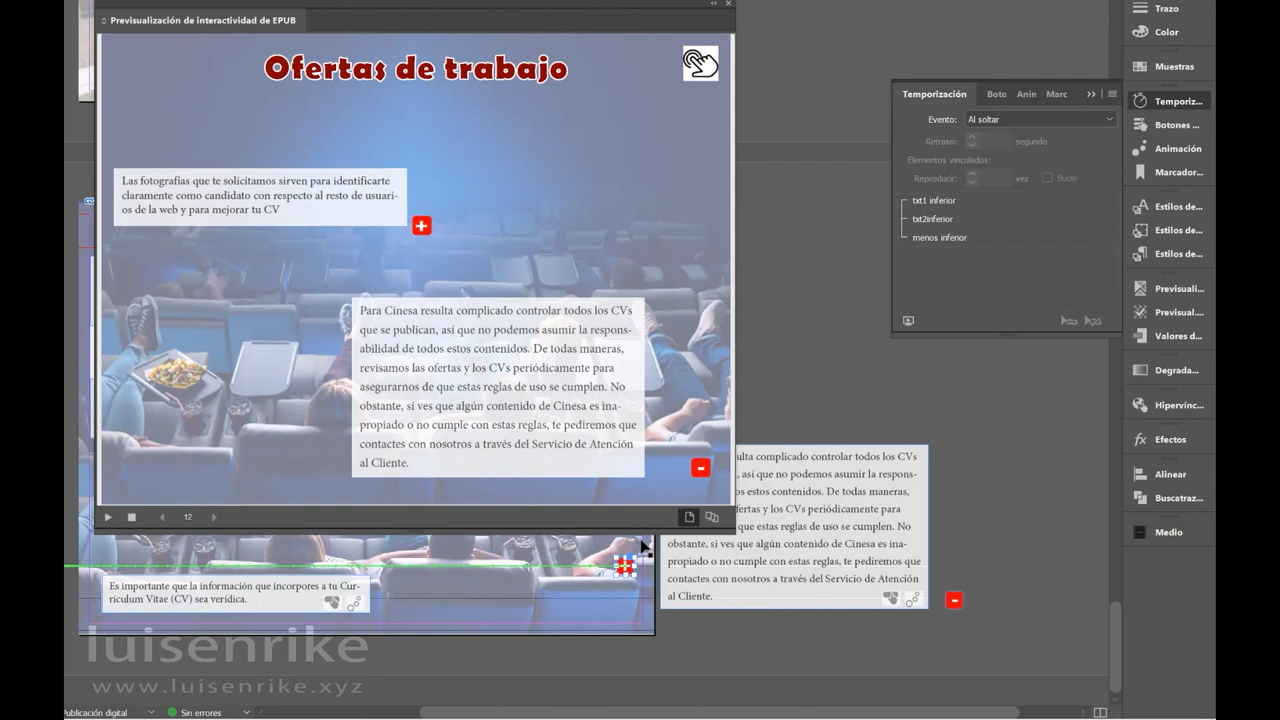 Previsualización de interactividad de EPUB
Ofertas de trabajo
Las fotografías que te solicitamos sirven para identificarte
claramente como candidato con respecto al resto de usuari-
os de la web y para mejorar tu CV
+
Para Cinesa resulta complicado controlar todos los CVs
que se publican, así que no podemos asumir la respons-
abilidad de todos estos contenidos. De todas maneras,
revisamos las ofertas y los CVs periódicamente para
asegurarnos de que estas reglas de uso se cumplen. No
obstante, si ves que algún contenido de Cinesa es ina-
propiado o no cumple con estas reglas, te pediremos que
contactes con nosotros a través del Servicio de Atención
al Cliente.
-
12
ulta complicado controlar todos los CVs
, así que no podemos asumir la respons-
os estos contenidos. De todas maneras,
fertas y los CVs periódicamente para
que estas reglas de uso se cumplen. No
obstante, si ves que algún contenido de Cinesa es ina-
propiado o no cumple con estas reglas, te pediremos que
contactes con nosotros a través del Servicio de Atención
al Cliente.
-
Es importante que la información que incorpores a tu Cur-
riculum Vitae (CV) sea verídica.
luisenrike
www.luisenrike.xyz
Publicación digital
Sin errores
Temporización
Boto
Anin
Marc
Evento: Al soltar
Retraso: segundo
Elementos vinculados:
Reproducir: vez Bucle
txt1 inferior
txt2inferior
menos inferior
Trazo
Color
Muestras
Temporiz...
Botones ...
Animación
Marcador...
Estilos de...
Estilos de...
Estilos de...
Previsuali...
Previsual....
Valores d...
Degrada...
Hipervínc...
Efectos
Alinear
Buscatraz...
Medio